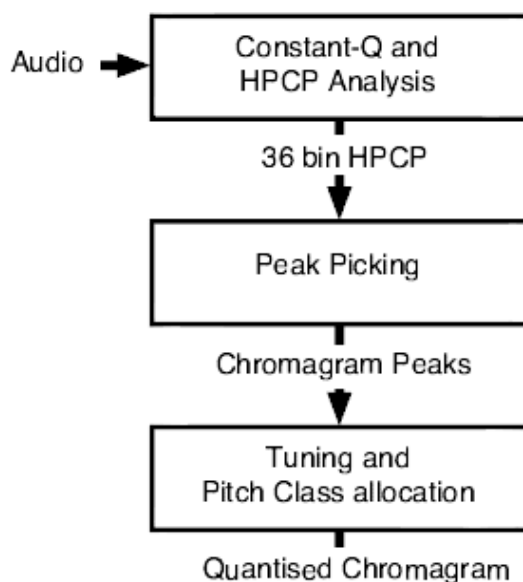 Audio
Constant-Q and
HPCP Analysis
36 bin HPCP
Peak Picking
Chromagram Peaks
Tuning and
Pitch Class allocation
Quantised Chromagram